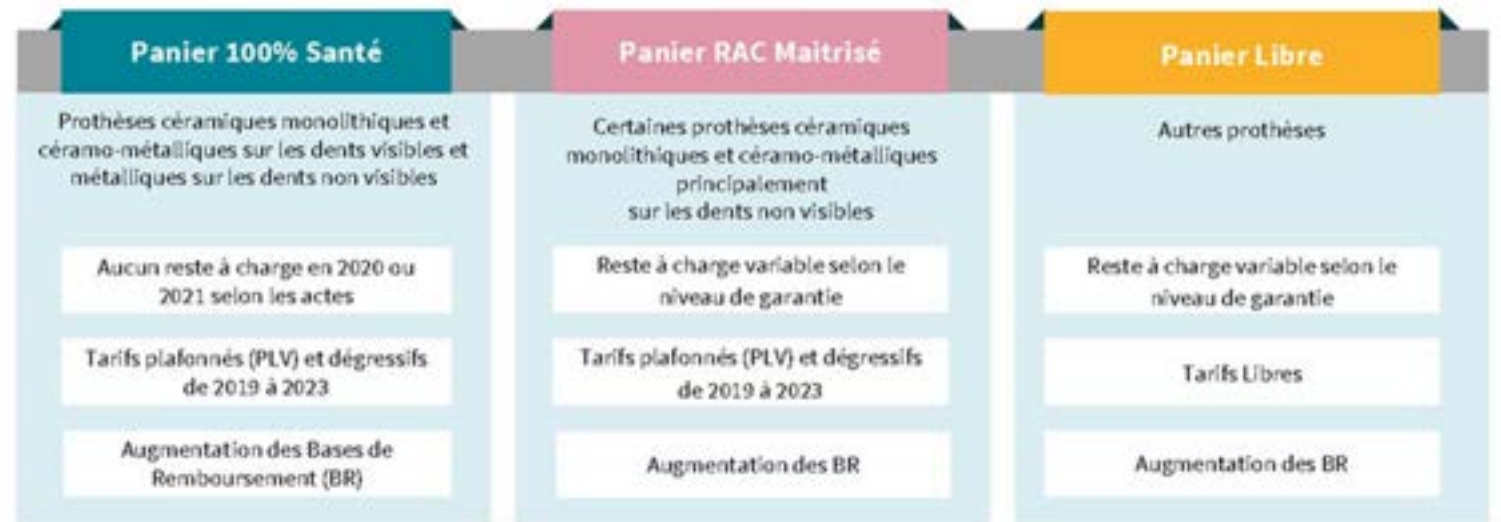 Panier 100% Santé
Prothèses céramiques monolithiques et
céramo-métalliques sur les dents visibles et
métalliques sur les dents non visibles
Aucun reste à charge en 2020 ou
2021 selon les actes
Tarifs plafonnés (PLV) et dégressifs
de 2019 à 2023
Augmentation des Bases de
Remboursement (BR)
Panier RAC Maitrisé
Certaines prothèses céramiques
monolithiques et céramo-métalliques
principalement
sur les dents non visibles
Reste à charge variable selon le
niveau de garantie
Tarifs plafonnés (PLV) et dégressifs
de 2019 à 2023
Augmentation des BR
Panier Libre
Autres prothèses
Reste à charge variable selon le
niveau de garantie
Tarifs Libres
Augmentation des BR